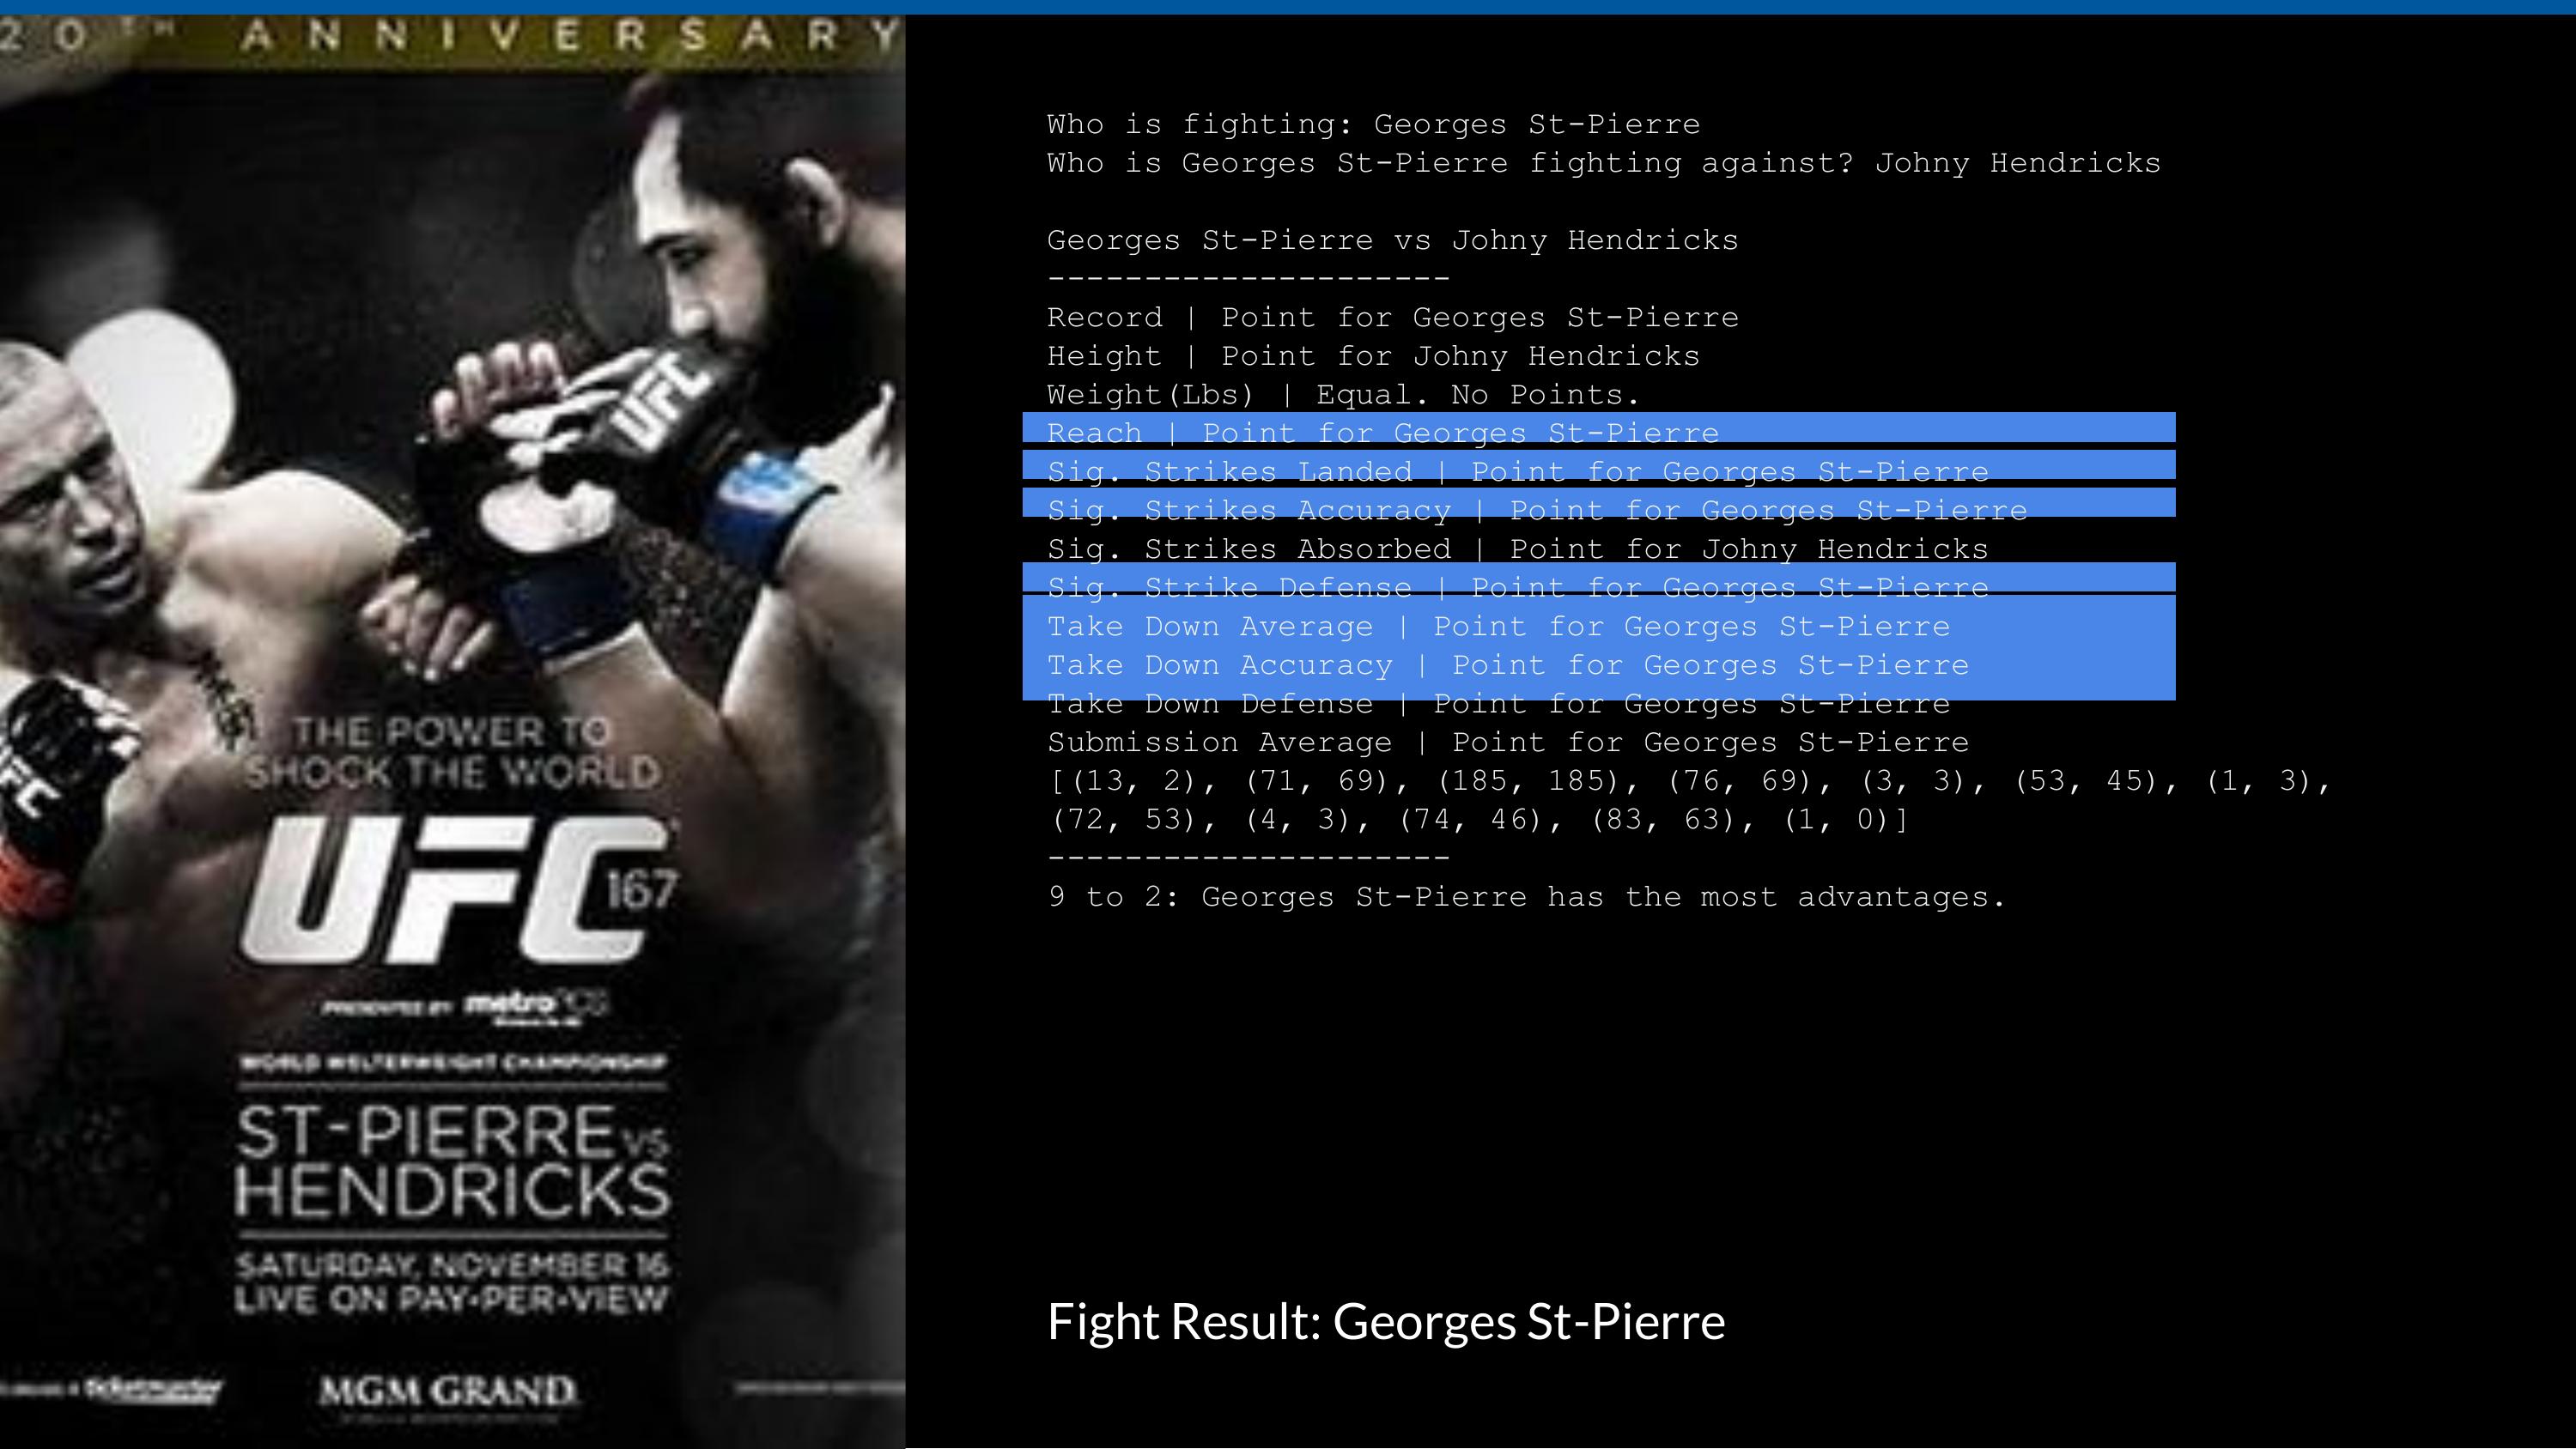 20TH ANNIVERSARY
UFC
UFC
THE POWER TO
SHOCK THE WORLD
UFC 167
PRESENTED BY metroPCS
WORLD WELTERWEIGHT CHAMPIONSHIP
ST-PIERRE VS
HENDRICKS
SATURDAY, NOVEMBER 16
LIVE ON PAY-PER-VIEW
ticketmaster
MGM GRAND
Who is fighting: Georges St-Pierre
Who is Georges St-Pierre fighting against? Johny Hendricks
Georges St-Pierre vs Johny Hendricks
---------------------
Record | Point for Georges St-Pierre
Height | Point for Johny Hendricks
Weight(Lbs) | Equal. No Points.
Reach | Point for Georges St-Pierre
Sig. Strikes Landed | Point for Georges St-Pierre
Sig. Strikes Accuracy | Point for Georges St-Pierre
Sig. Strikes Absorbed | Point for Johny Hendricks
Sig. Strike Defense | Point for Georges St-Pierre
Take Down Average | Point for Georges St-Pierre
Take Down Accuracy | Point for Georges St-Pierre
Take Down Defense | Point for Georges St-Pierre
Submission Average | Point for Georges St-Pierre
[(13, 2), (71, 69), (185, 185), (76, 69), (3, 3), (53, 45), (1, 3),
(72, 53), (4, 3), (74, 46), (83, 63), (1, 0)]
---------------------
9 to 2: Georges St-Pierre has the most advantages.
Fight Result: Georges St-Pierre